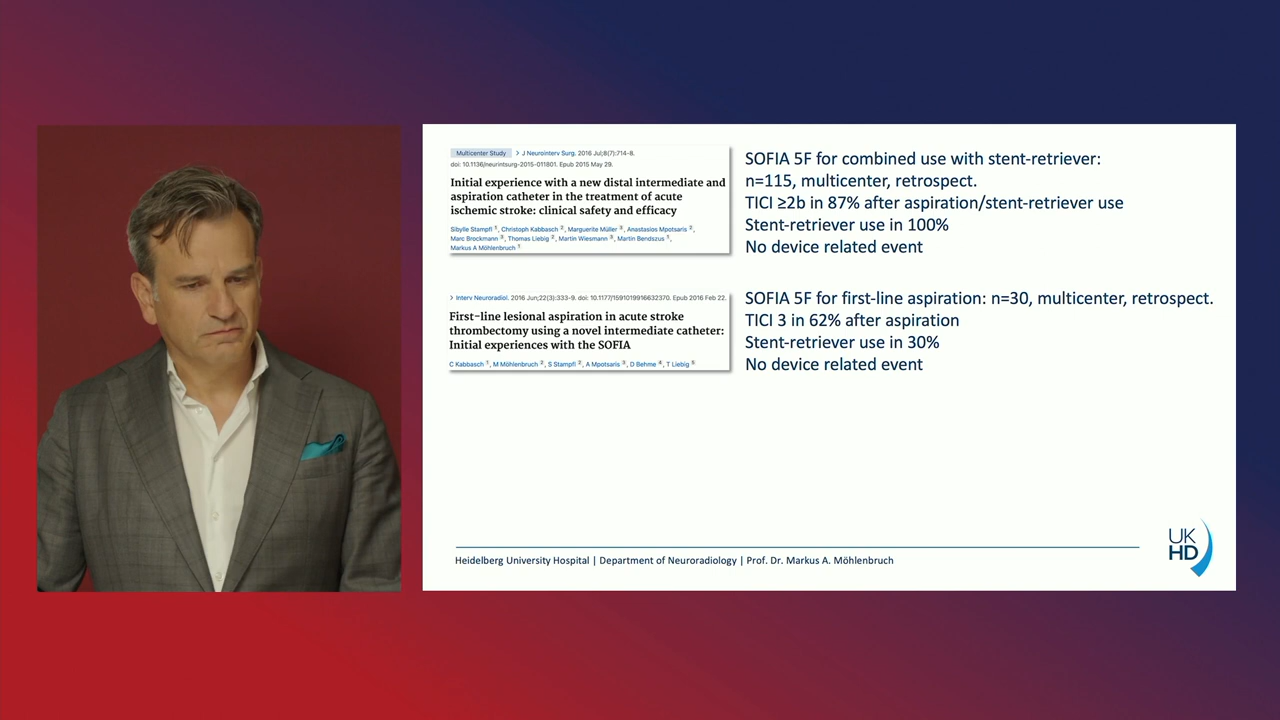 Multicenter Study > J Neurointerv Surg. 2016 Jul;8(7):714-8.
doi: 10.1136/neurintsurg-2015-011801. Epub 2015 May 29.
Initial experience with a new distal intermediate and
aspiration catheter in the treatment of acute
ischemic stroke: clinical safety and efficacy
Sibylle Stampfl 1, Christoph Kabbasch 2, Marguerite Müller 3, Anastasios Mpotsaris 2,
Marc Brockmann 3, Thomas Liebig 2, Martin Wiesmann 3, Martin Bendszus 1,
Markus A Möhlenbruch 1
SOFIA 5F for combined use with stent-retriever:
n=115, multicenter, retrospect.
TICI ≥2b in 87% after aspiration/stent-retriever use
Stent-retriever use in 100%
No device related event
> Interv Neuroradiol. 2016 Jun;22(3):333-9. doi: 10.1177/1591019916632370. Epub 2016 Feb 22.
First-line lesional aspiration in acute stroke
thrombectomy using a novel intermediate catheter:
Initial experiences with the SOFIA
C Kabbasch 1, M Möhlenbruch 2, S Stampfl 2, A Mpotsaris 3, D Behme 4, T Liebig 5
SOFIA 5F for first-line aspiration: n=30, multicenter, retrospect.
TICI 3 in 62% after aspiration
Stent-retriever use in 30%
No device related event
Heidelberg University Hospital | Department of Neuroradiology | Prof. Dr. Markus A. Möhlenbruch
UK
HD